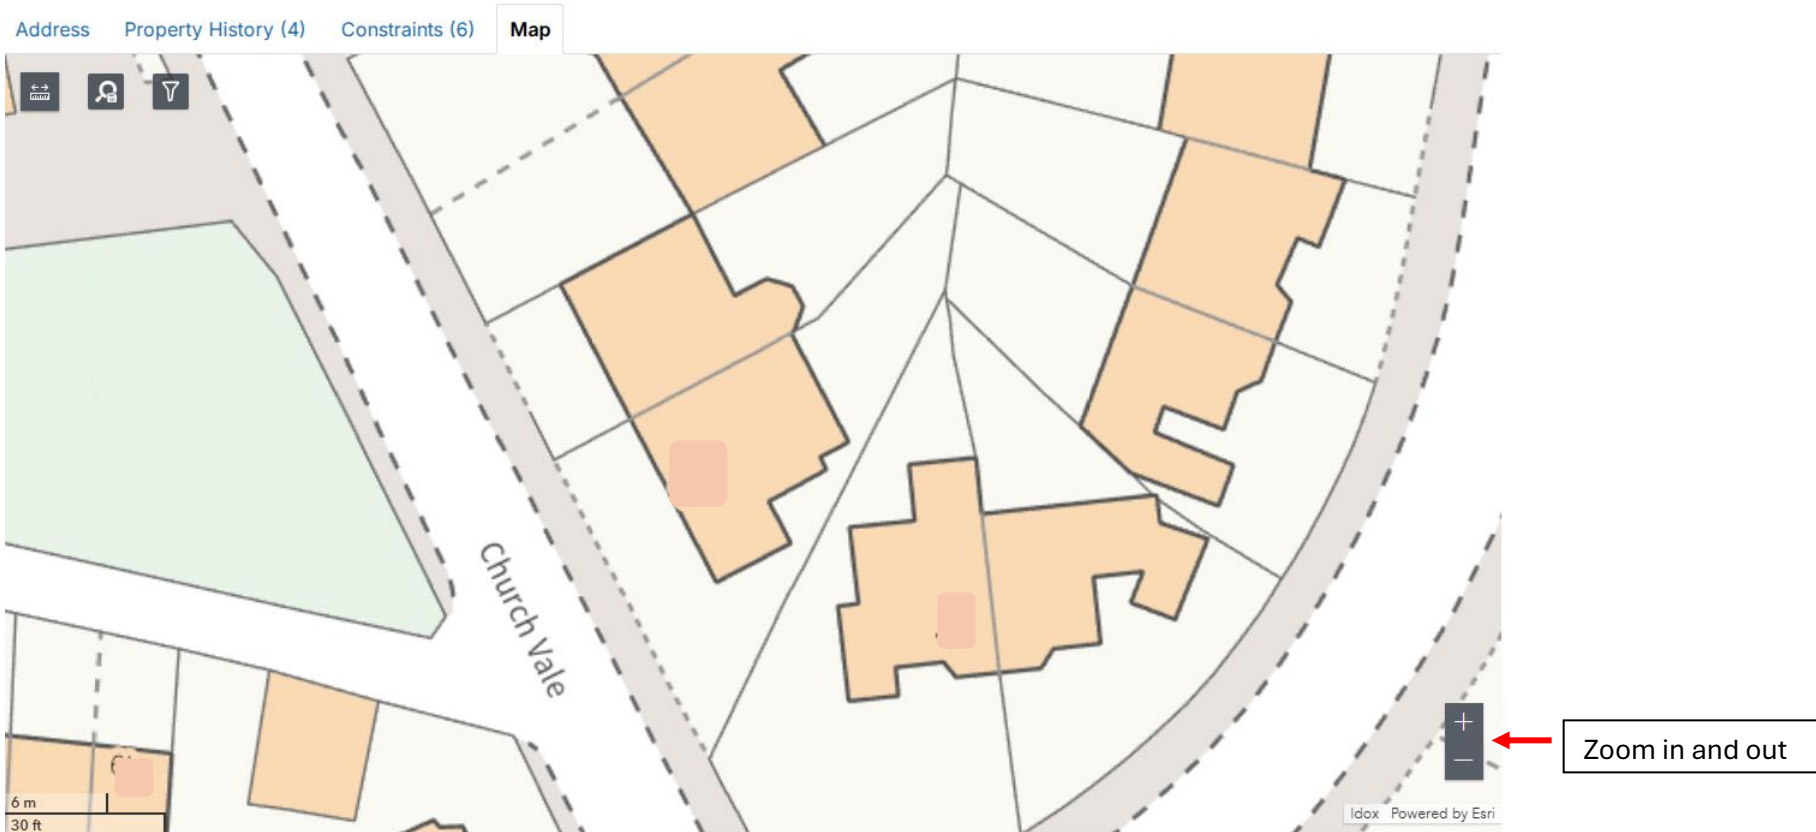 Address Property History (4) Constraints (6) Map
Church Vale
Zoom in and out
6 m
30 ft
Idox Powered by Esri